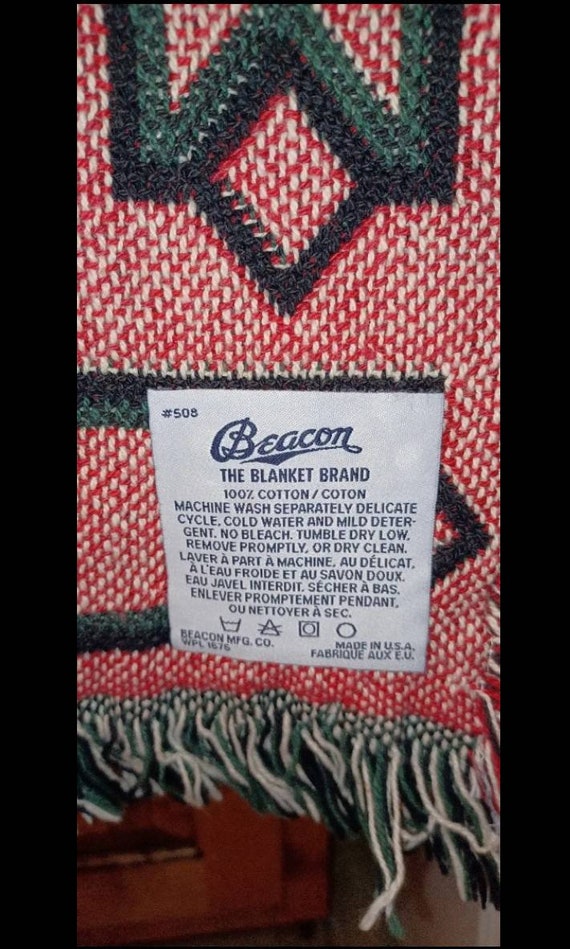 #508
Beacon
THE BLANKET BRAND
100% COTTON / COTON
MACHINE WASH SEPARATELY DELICATE
CYCLE, COLD WATER AND MILD DETER-
GENT. NO BLEACH. TUMBLE DRY LOW.
REMOVE PROMPTLY, OR DRY CLEAN.
LAVER À PART À MACHINE, AU DÉLICAT,
À L'EAU FROIDE ET AU SAVON DOUX.
EAU JAVEL INTERDIT. SÉCHER À BAS.
ENLEVER PROMPTEMENT PENDANT,
OU NETTOYER À SEC.
BEACON MFG. CO.
WPL 1676
MADE IN U.S.A.
FABRIQUE AUX E.U.